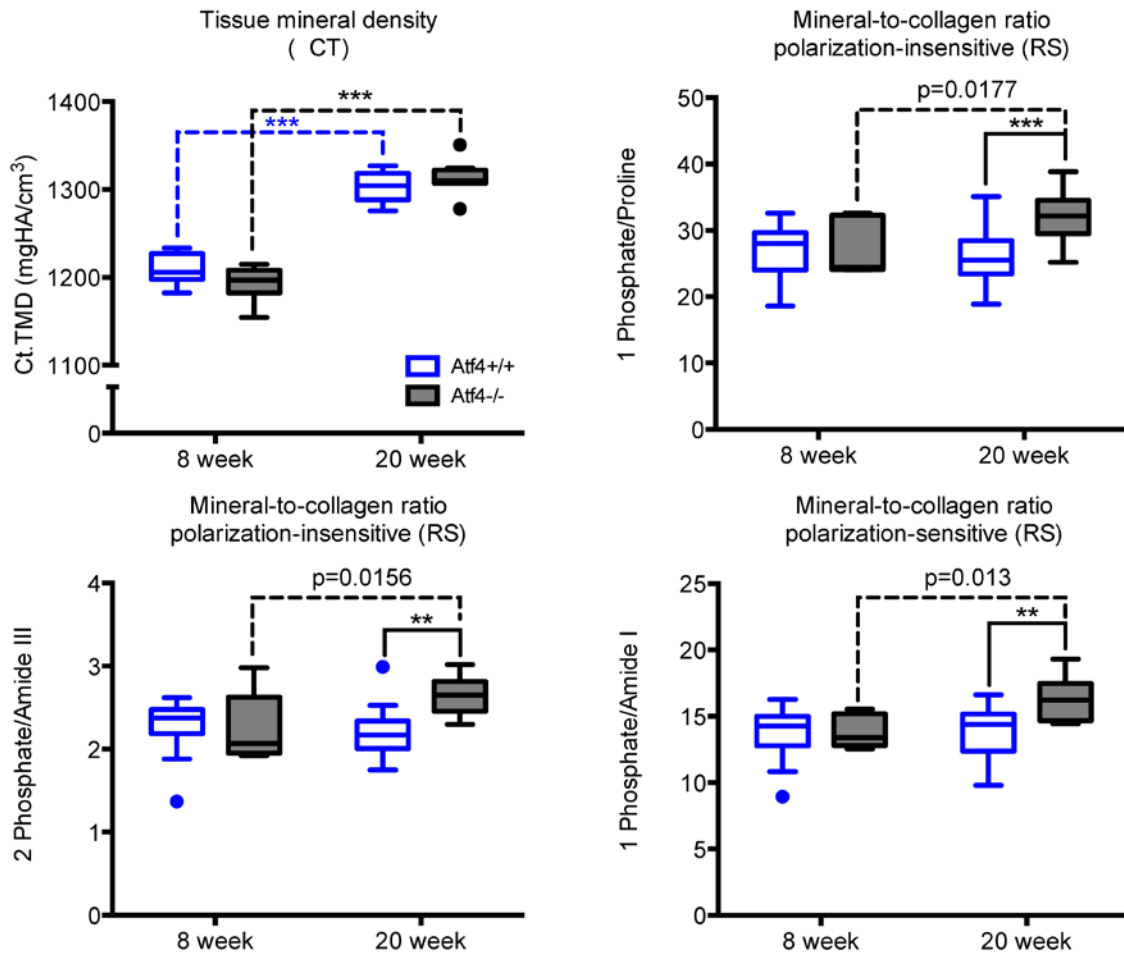 Tissue mineral density
( CT)
Ct.TMD (mgHA/cm³)
1400
1300
1200
1100
0
***
***
Atf4+/+
Atf4-/-
8 week
20 week
Mineral-to-collagen ratio
polarization-insensitive (RS)
1 Phosphate/Proline
50
40
30
20
10
0
p=0.0177
***
8 week
20 week
Mineral-to-collagen ratio
polarization-insensitive (RS)
2 Phosphate/Amide III
4
3
2
1
0
p=0.0156
**
8 week
20 week
Mineral-to-collagen ratio
polarization-sensitive (RS)
1 Phosphate/Amide I
25
20
15
10
5
0
p=0.013
**
8 week
20 week